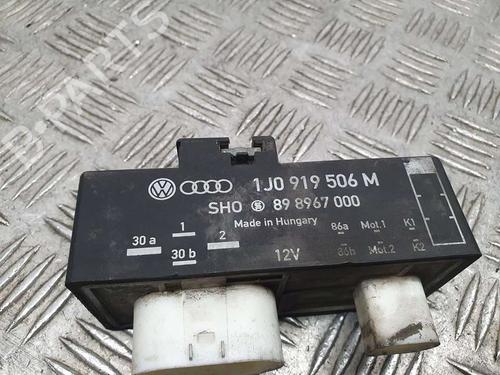 1J0 919 506 M
SHO S 89 8967 000
Made in Hungary
30 a 1 2
30 b
12V
86a Mot.1 K1
86b Mot.2 K2
B-PARTS